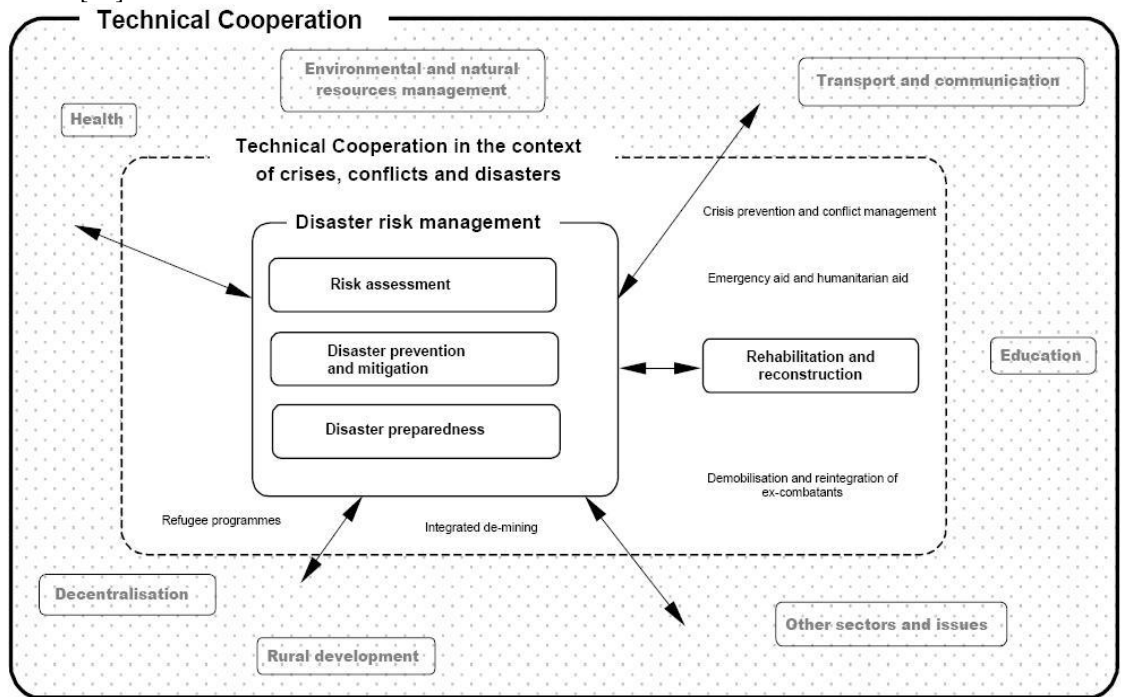 Technical Cooperation
Environmental and natural
resources management
Transport and communication
Health
Technical Cooperation in the context
of crises, conflicts and disasters
Disaster risk management
Crisis prevention and conflict management
Risk assessment
Emergency aid and humanitarian aid
Disaster prevention
and mitigation
Rehabilitation and
reconstruction
Education
Disaster preparedness
Demobilisation and reintegration of
ex-combatants
Refugee programmes
Integrated de-mining
Decentralisation
Other sectors and issues
Rural development